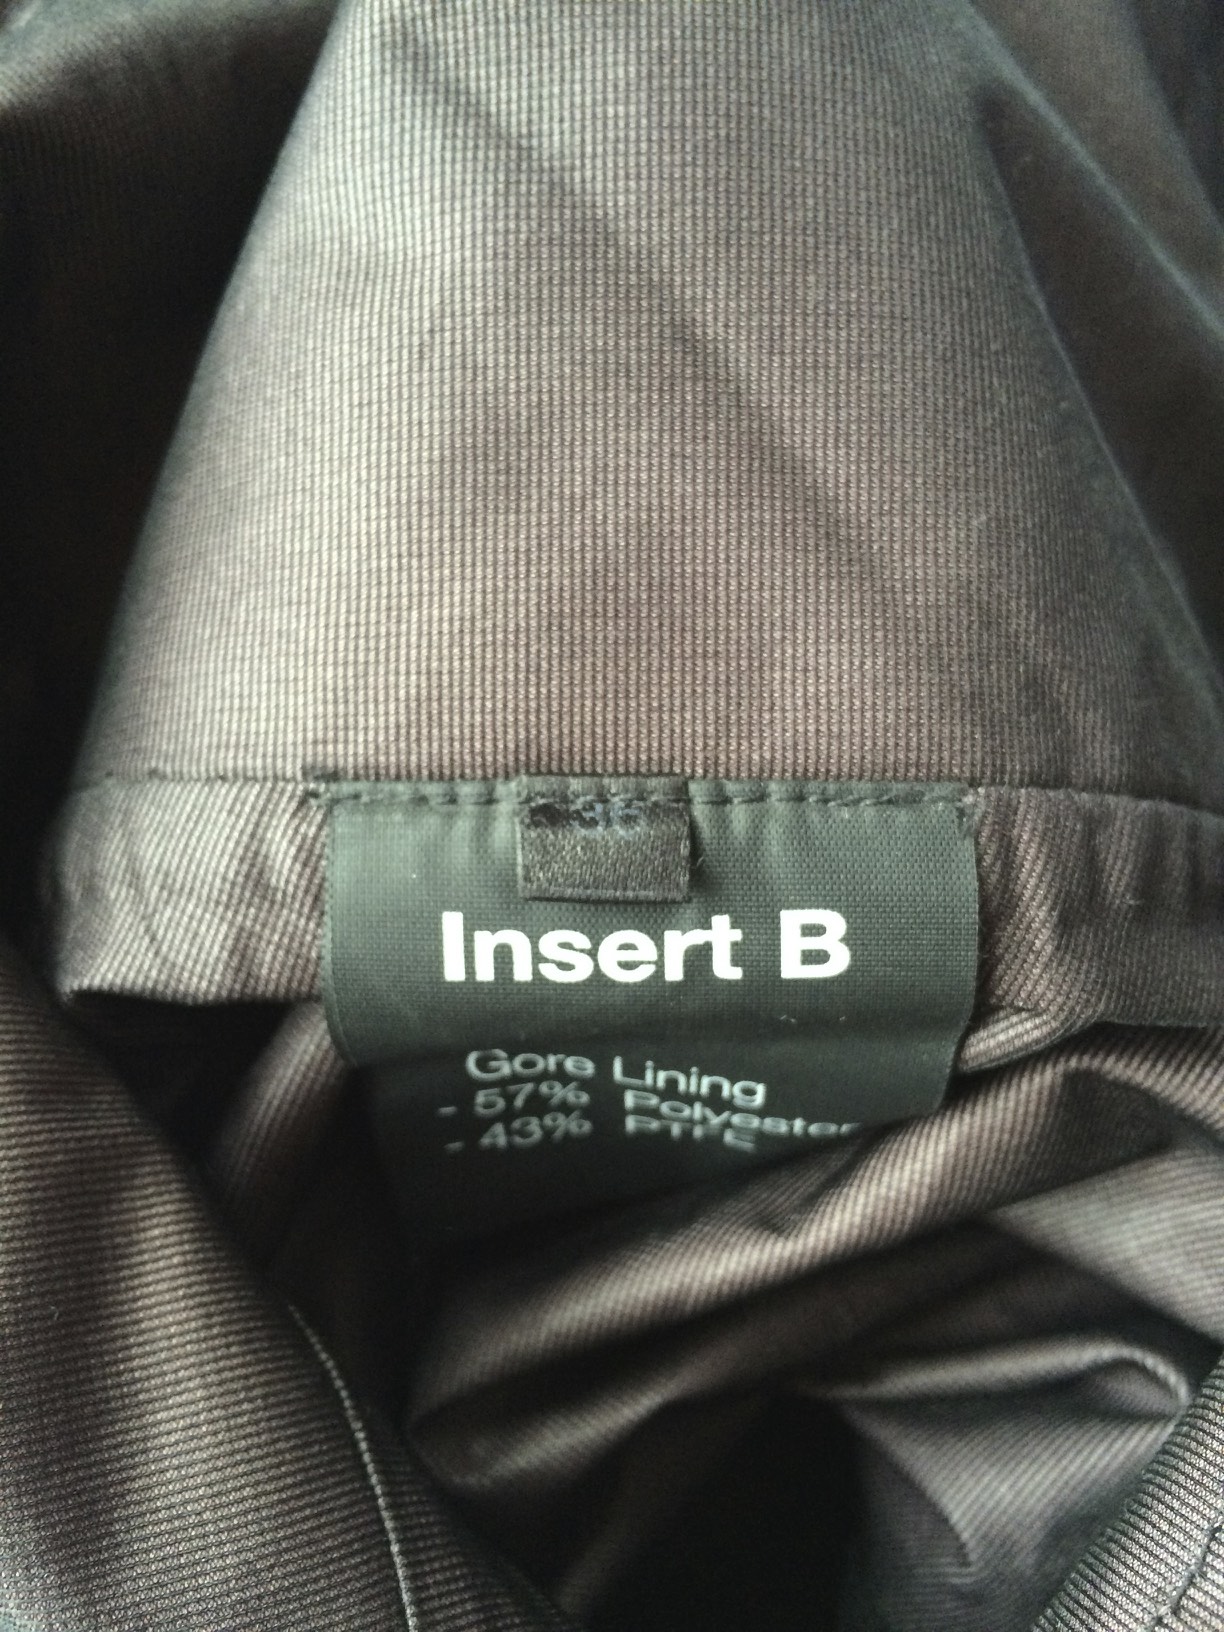 Insert B
Gore Lining
- 57% Polyester
- 43% PTFE